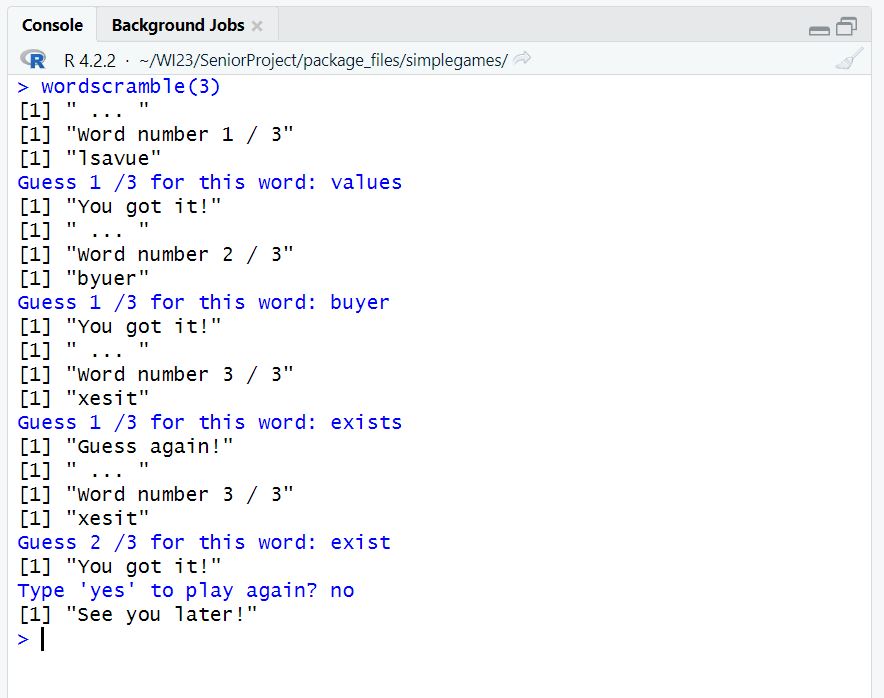 Console Background Jobs
R R 4.2.2 · ~/WI23/SeniorProject/package_files/simplegames/
> wordscramble(3)
[1] " ... "
[1] "Word number 1 / 3"
[1] "lsavue"
Guess 1 /3 for this word: values
[1] "You got it!"
[1] " ... "
[1] "Word number 2 / 3"
[1] "byuer"
Guess 1 /3 for this word: buyer
[1] "You got it!"
[1] " ... "
[1] "Word number 3 / 3"
[1] "xesit"
Guess 1 /3 for this word: exists
[1] "Guess again!"
[1] " ... "
[1] "Word number 3 / 3"
[1] "xesit"
Guess 2 /3 for this word: exist
[1] "You got it!"
Type 'yes' to play again? no
[1] "See you later!"
>